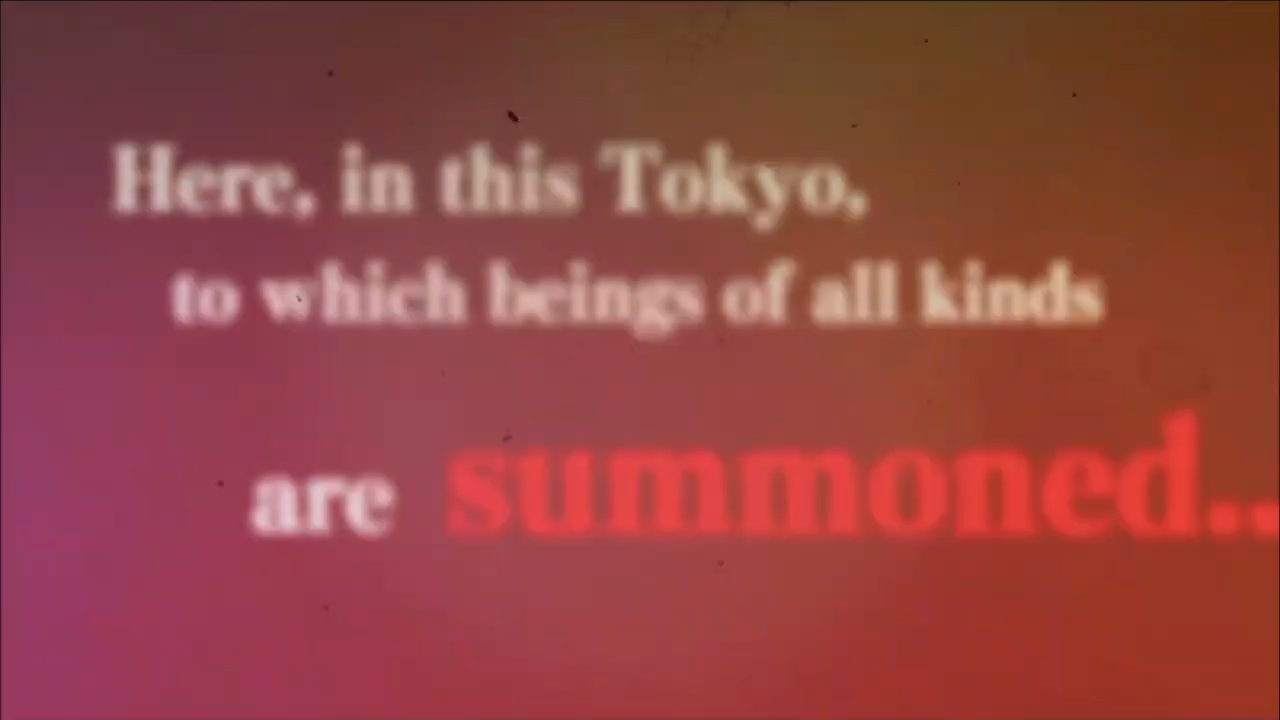 Here, in this Tokyo,
to which beings of all kinds
are summoned..